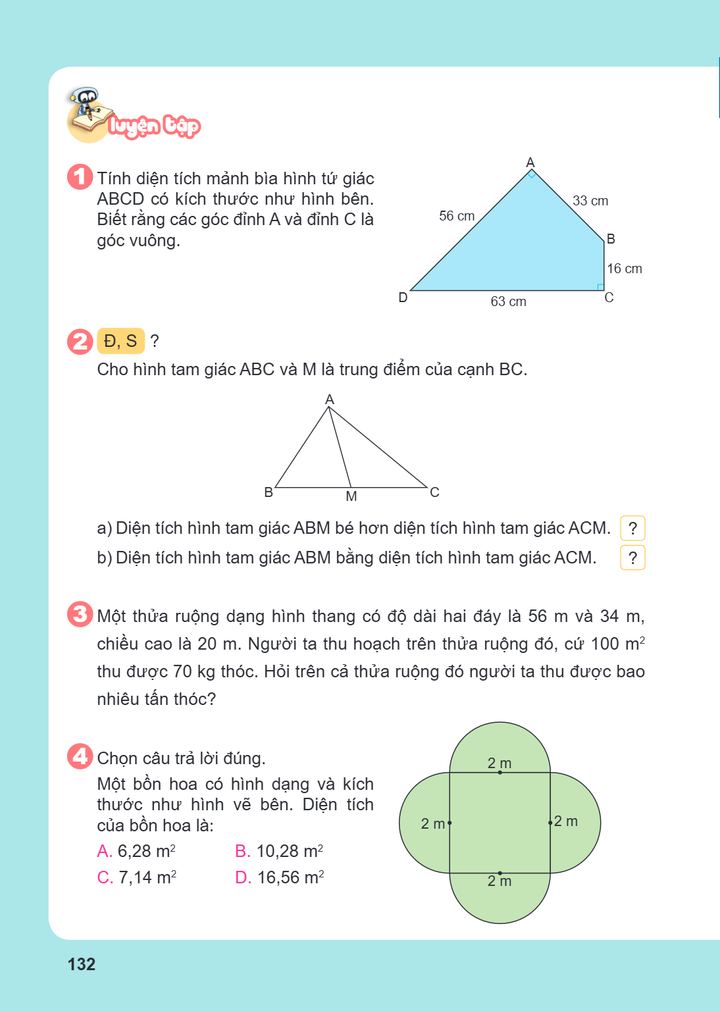 Luyện tập
1 Tính diện tích mảnh bìa hình tứ giác
ABCD có kích thước như hình bên.
Biết rằng các góc đỉnh A và đỉnh C là
góc vuông.
A
56 cm
33 cm
B
16 cm
D
63 cm
C
2 Đ, S ?
Cho hình tam giác ABC và M là trung điểm của cạnh BC.
A
B
M
C
a) Diện tích hình tam giác ABM bé hơn diện tích hình tam giác ACM. ?
b) Diện tích hình tam giác ABM bằng diện tích hình tam giác ACM. ?
3 Một thửa ruộng dạng hình thang có độ dài hai đáy là 56 m và 34 m,
chiều cao là 20 m. Người ta thu hoạch trên thửa ruộng đó, cứ 100 m²
thu được 70 kg thóc. Hỏi trên cả thửa ruộng đó người ta thu được bao
nhiêu tấn thóc?
4 Chọn câu trả lời đúng.
Một bồn hoa có hình dạng và kích
thước như hình vẽ bên. Diện tích
của bồn hoa là:
A. 6,28 m² B. 10,28 m²
C. 7,14 m² D. 16,56 m²
2 m
2 m
2 m
2 m
132